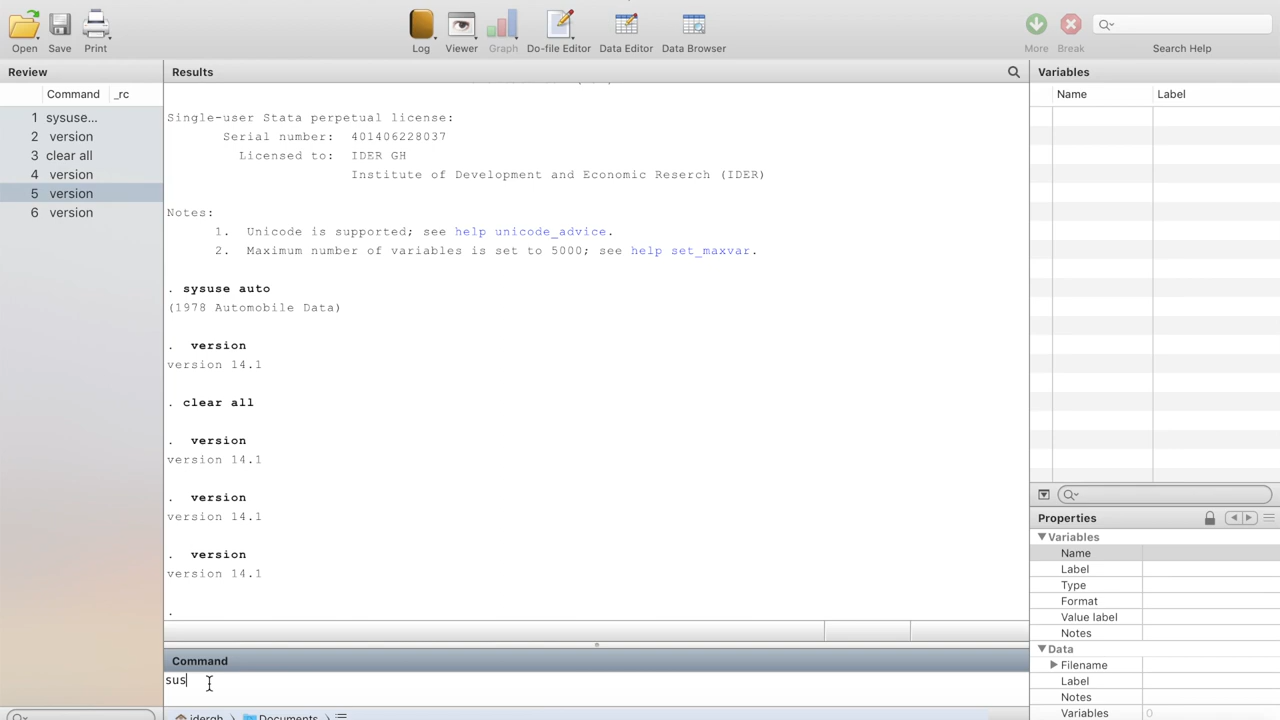 Open Save Print Log Viewer Graph Do-file Editor Data Editor Data Browser More Break Search Help
Review Results Variables
Command _rc Name Label
1 sysuse...
2 version
3 clear all
4 version
5 version
6 version
Single-user Stata perpetual license:
Serial number: 401406228037
Licensed to: IDER GH
Institute of Development and Economic Reserch (IDER)
Notes:
1. Unicode is supported; see help unicode_advice.
2. Maximum number of variables is set to 5000; see help set_maxvar.
. sysuse auto
(1978 Automobile Data)
. version
version 14.1
. clear all
. version
version 14.1
. version
version 14.1
. version
version 14.1
.
Command
sus
idergh Documents
Properties
Variables
Name
Label
Type
Format
Value label
Notes
Data
Filename
Label
Notes
Variables 0